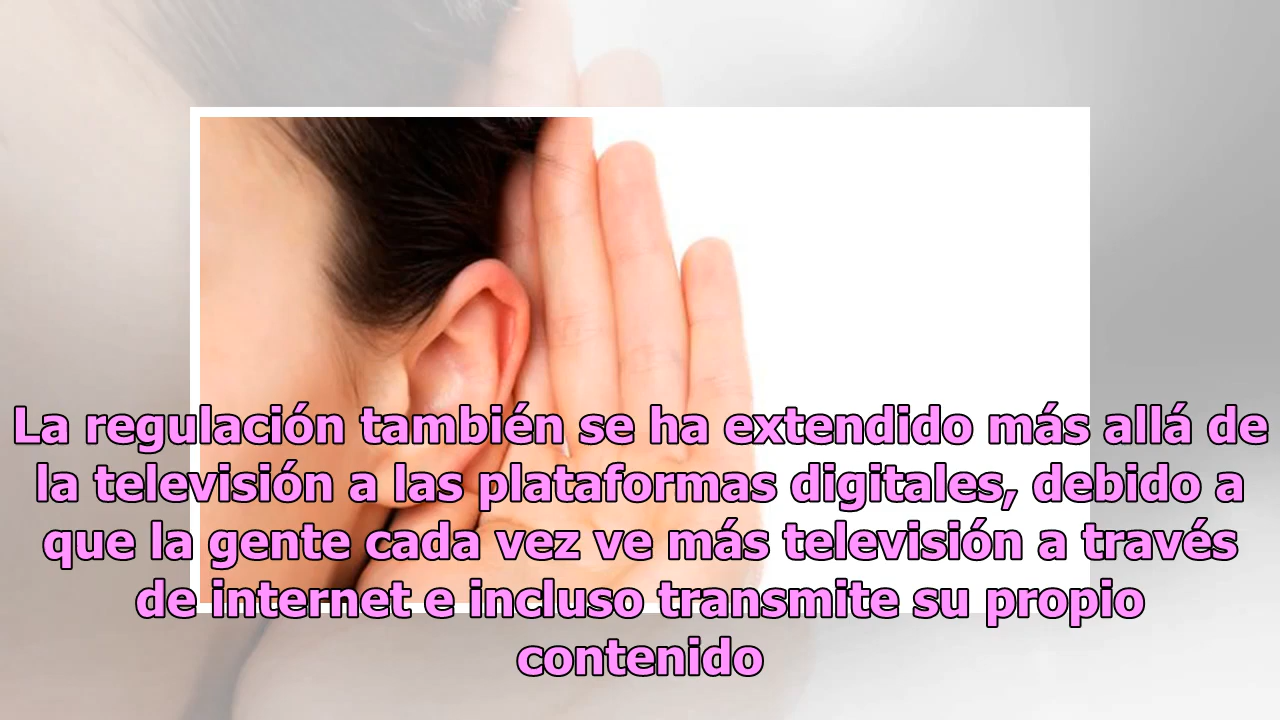 La regulación también se ha extendido más allá de
la televisión a las plataformas digitales, debido a
que la gente cada vez ve más televisión a través
de internet e incluso transmite su propio
contenido